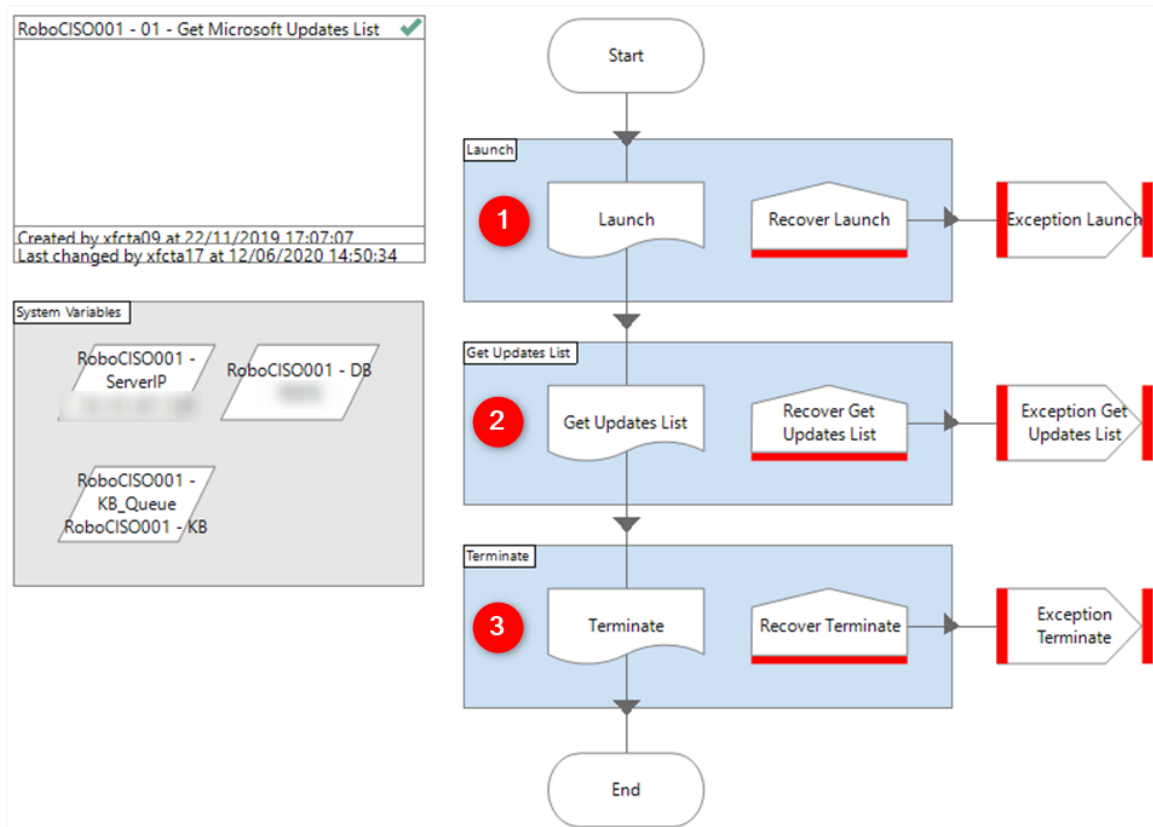 RoboCISO001 - 01 - Get Microsoft Updates List
Created by xfcta09 at 22/11/2019 17:07:07
Last changed by xfcta17 at 12/06/2020 14:50:34
System Variables
RoboCISO001 -
ServerIP
RoboCISO001 - DB
RoboCISO001 -
KB_Queue
RoboCISO001 - KB
Start
Launch
1
Launch
Recover Launch
Exception Launch
Get Updates List
2
Get Updates List
Recover Get
Updates List
Exception Get
Updates List
Terminate
3
Terminate
Recover Terminate
Exception
Terminate
End